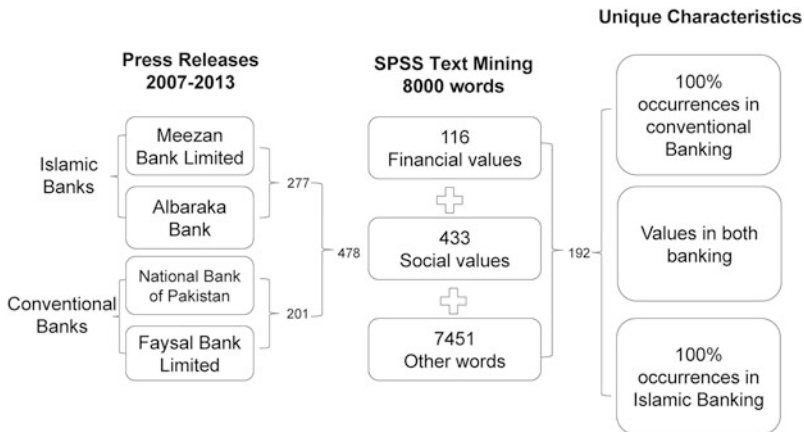 Unique Characteristics
Press Releases
2007-2013
SPSS Text Mining
8000 words
Islamic
Banks
Meezan
Bank Limited
Albaraka
Bank
277
Conventional
Banks
National Bank
of Pakistan
Faysal Bank
Limited
201
478
116
Financial values
433
Social values
7451
Other words
192
100%
occurrences in
conventional
Banking
Values in both
banking
100%
occurrences in
Islamic Banking